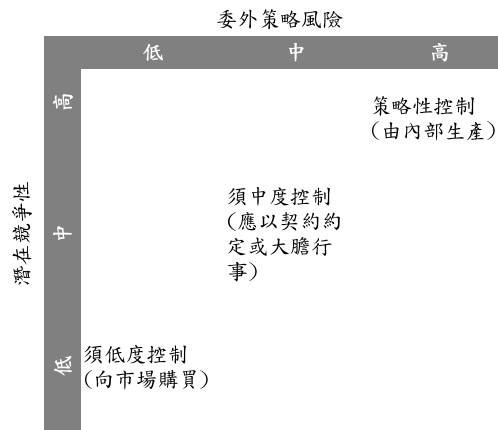 委外策略風險
低 中 高
高
策略性控制
(由內部生產)
潛在競爭性
中
須中度控制
(應以契約約
定或大膽行
事)
低
須低度控制
(向市場購買)